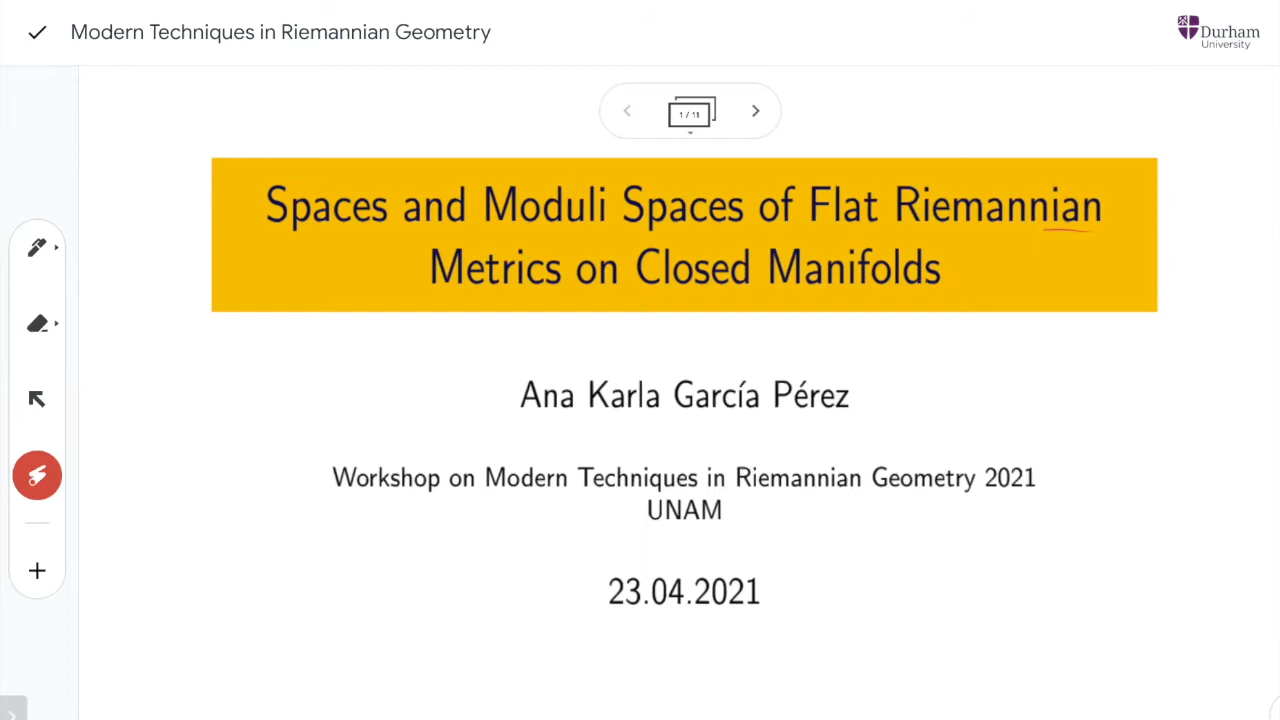 Modern Techniques in Riemannian Geometry
Durham
University
1 / 11
Spaces and Moduli Spaces of Flat Riemannian
Metrics on Closed Manifolds
Ana Karla García Pérez
Workshop on Modern Techniques in Riemannian Geometry 2021
UNAM
23.04.2021